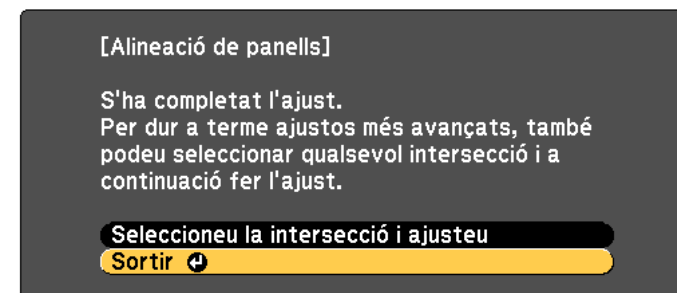 [Alineació de panells]
S'ha completat l'ajust.
Per dur a terme ajustos més avançats, també
podeu seleccionar qualsevol intersecció i a
continuació fer l'ajust.
Seleccioneu la intersecció i ajusteu
Sortir